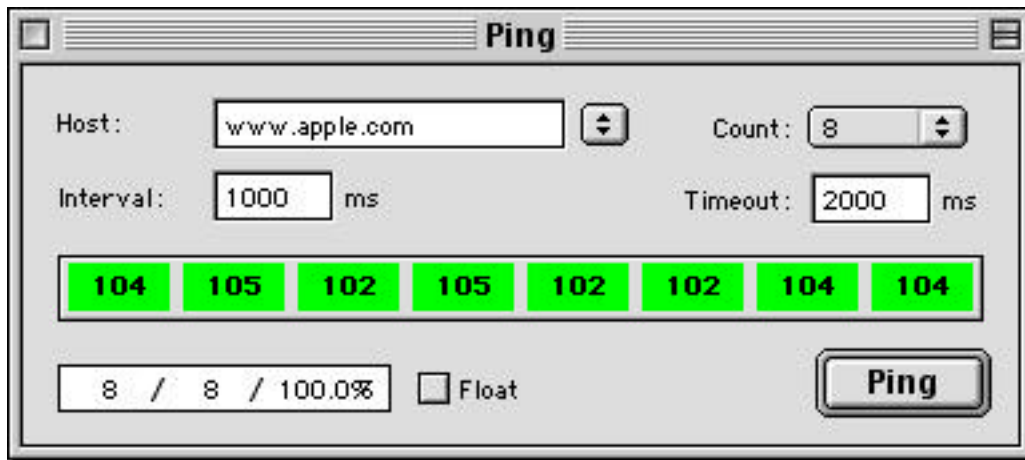 Ping
Host: www.apple.com Count: 8
Interval: 1000 ms Timeout: 2000 ms
104 105 102 105 102 102 104 104
8 / 8 / 100.0% Float Ping